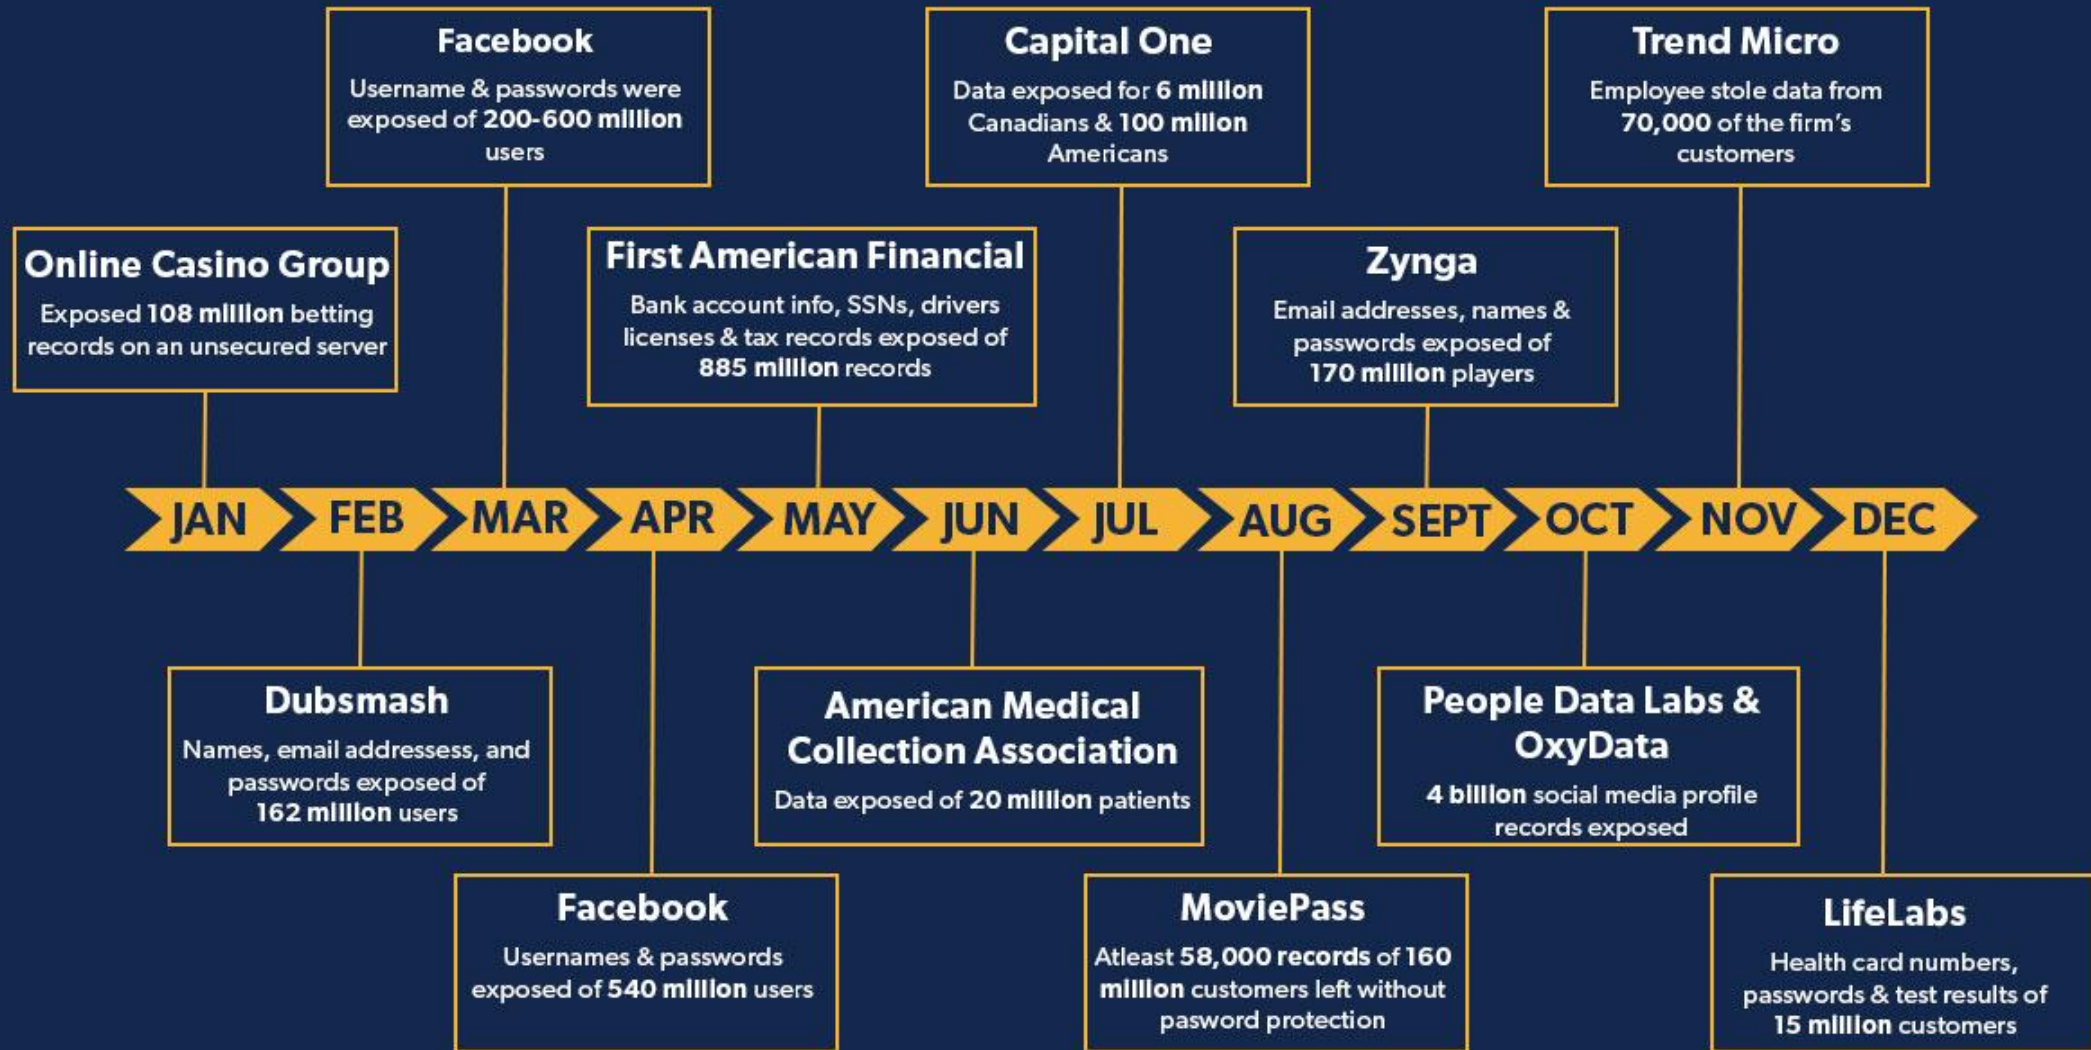 Facebook
Username & passwords were
exposed of 200-600 million
users
Capital One
Data exposed for 6 million
Canadians & 100 millon
Americans
Trend Micro
Employee stole data from
70,000 of the firm's
customers
Online Casino Group
Exposed 108 million betting
records on an unsecured server
First American Financial
Bank account info, SSNs, drivers
licenses & tax records exposed of
885 million records
Zynga
Email addresses, names &
passwords exposed of
170 million players
JAN FEB MAR APR MAY JUN JUL AUG SEPT OCT NOV DEC
Dubsmash
Names, email addressess, and
passwords exposed of
162 million users
American Medical
Collection Association
Data exposed of 20 million patients
People Data Labs &
OxyData
4 billion social media profile
records exposed
Facebook
Usernames & passwords
exposed of 540 million users
MoviePass
Atleast 58,000 records of 160
million customers left without
pasword protection
LifeLabs
Health card numbers,
passwords & test results of
15 million customers